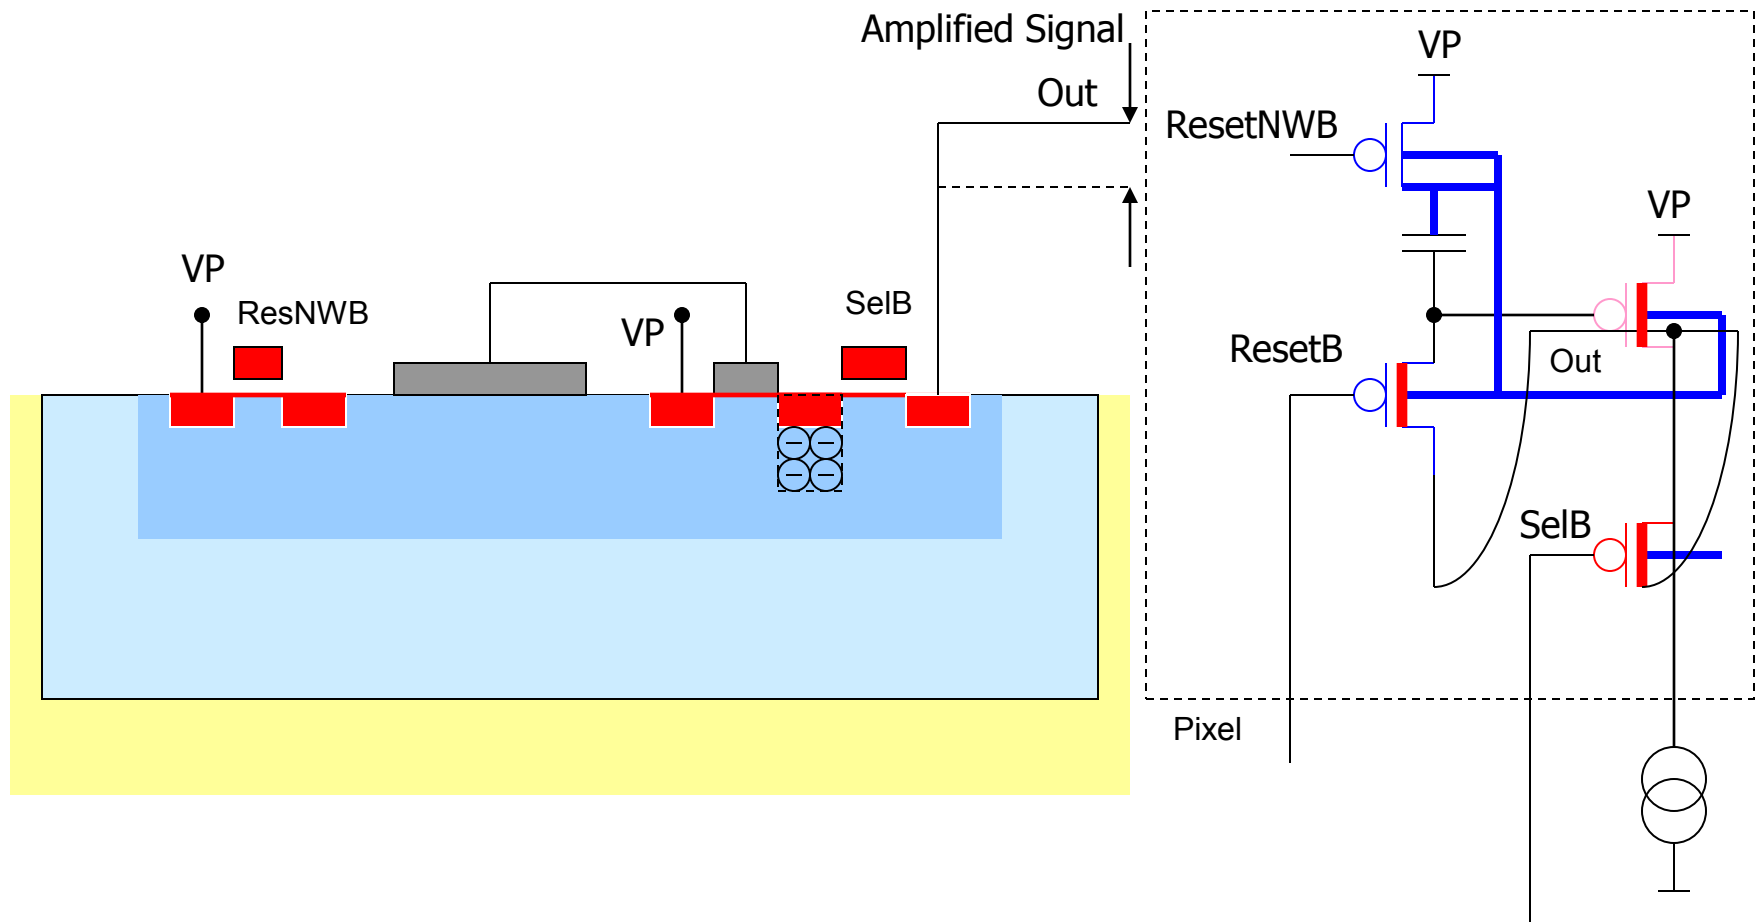 Amplified Signal
Out
VP
ResetNWB
VP
VP
ResNWB
VP
SelB
ResetB
Out
SelB
Pixel